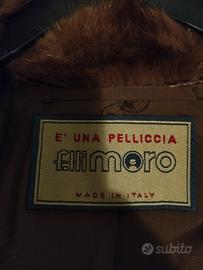 E' UNA PELLICCIA
F.lli moro
MADE IN ITALY
subito